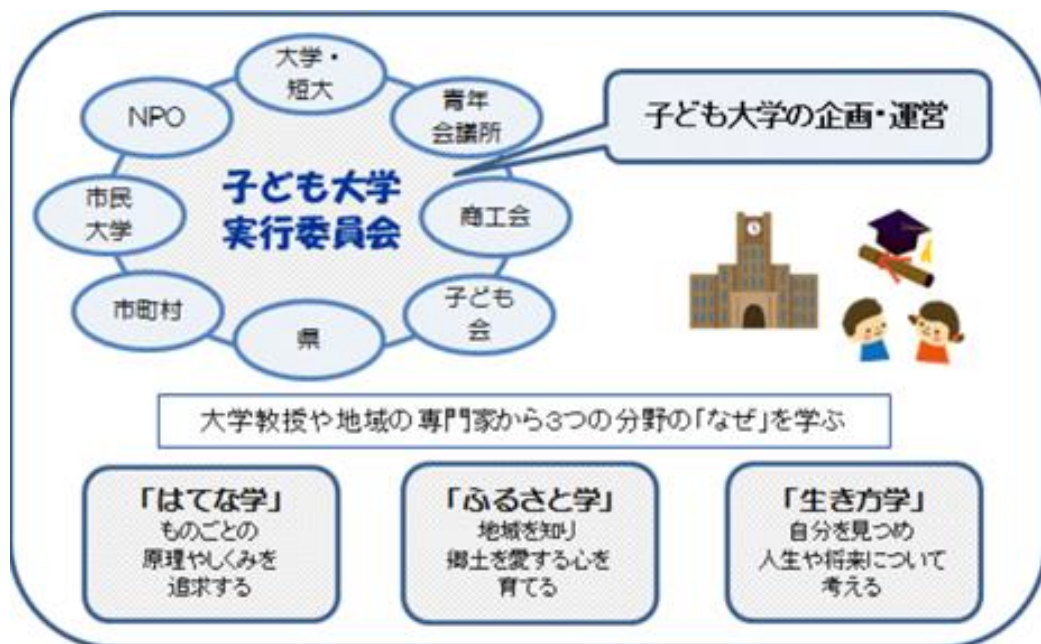 大学・
短大
青年
会議所
NPO
子ども大学の企画・運営
子ども大学
実行委員会
市民
大学
商工会
市町村
子ども
会
県
大学教授や地域の専門家から3つの分野の「なぜ」を学ぶ
「はてな学」
ものごとの
原理やしくみを
追求する
「ふるさと学」
地域を知り
郷土を愛する心を
育てる
「生き方学」
自分を見つめ
人生や将来について
考える